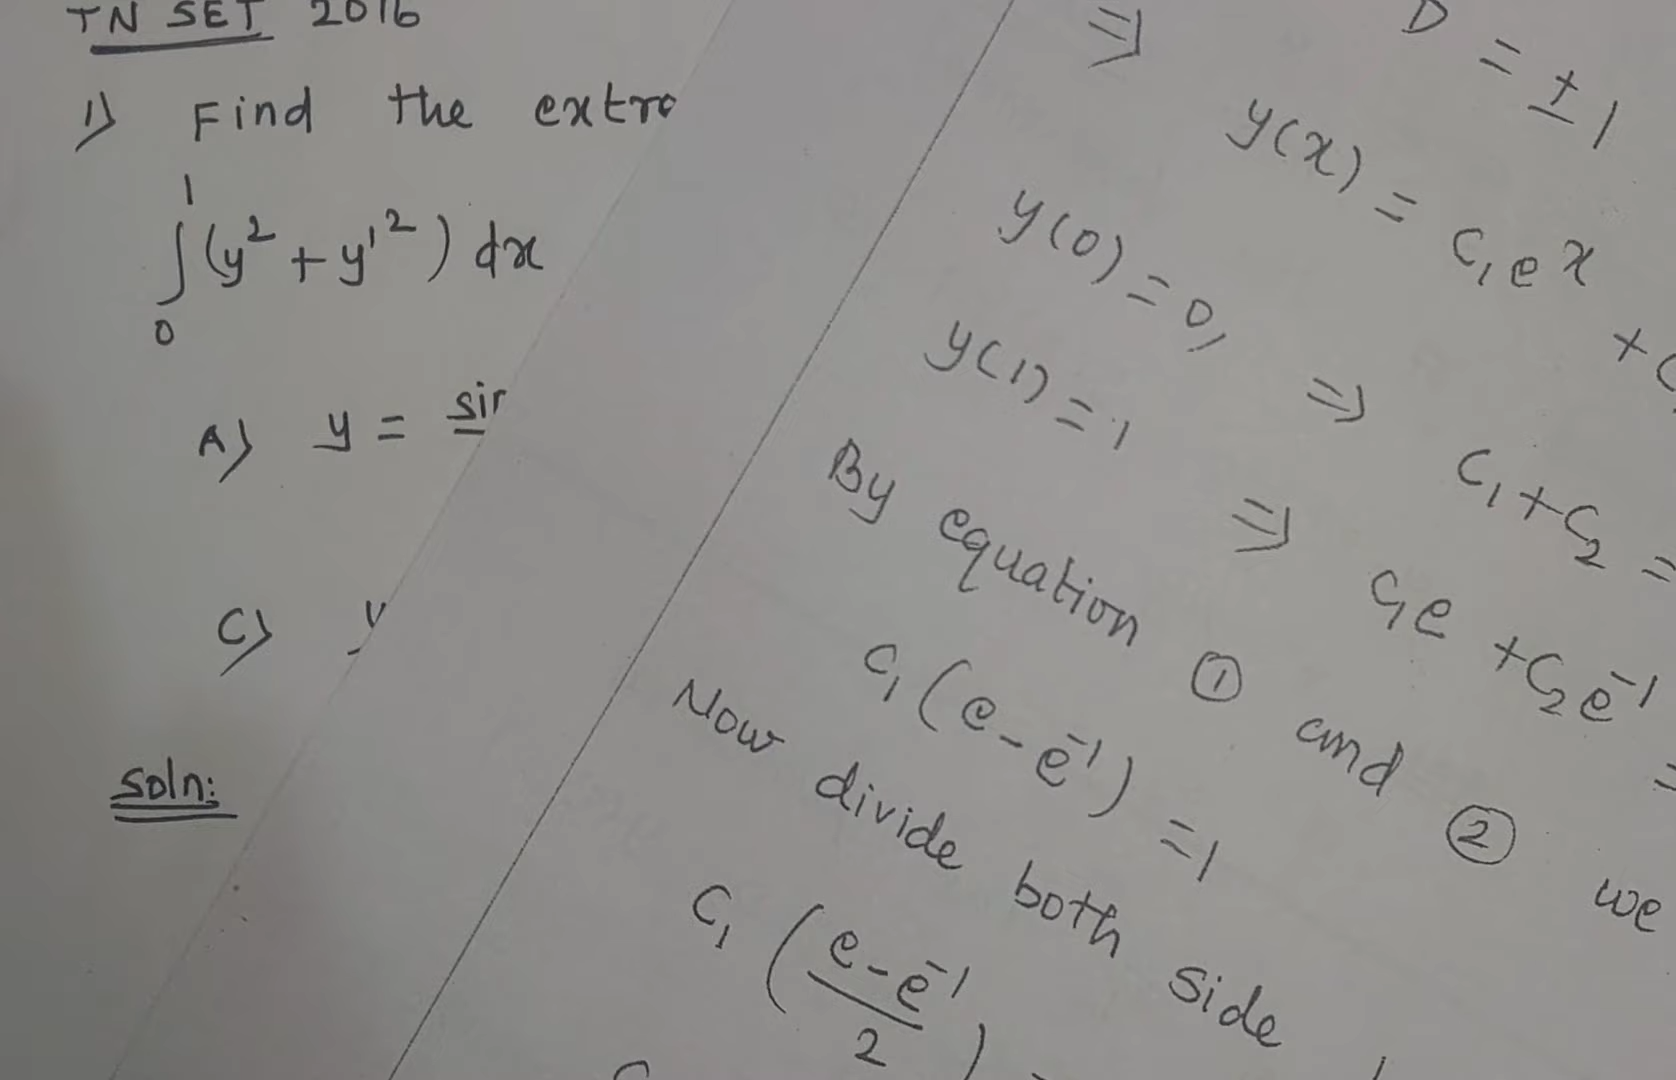 TN SET 2016
1) Find the extre
∫₀¹ (y² + y'²) dx
A) y = sin
C) y
Soln:
⇒ D = ±1
y(x) = C₁eˣ + C
y(0) = 0, ⇒ C₁+C₂ =
y(1) = 1 ⇒ C₁e + C₂e⁻¹ =
By equation ① and ② we
C₁(e - e⁻¹) = 1
Now divide both side
C₁ (e - e⁻¹ / 2) =